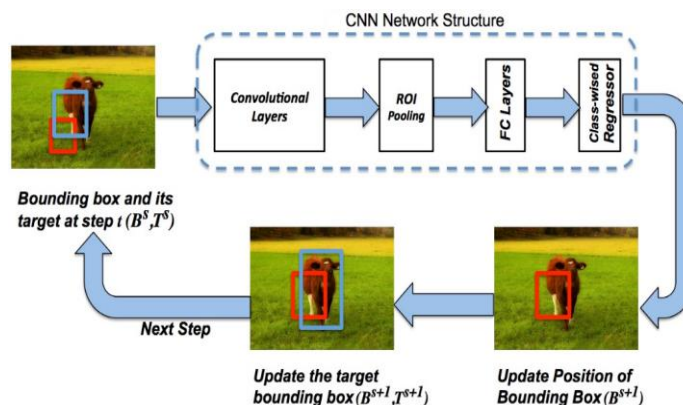 CNN Network Structure
Convolutional
Layers
ROI
Pooling
FC Layers
Class-wised
Regressor
Bounding box and its
target at step t (B^s,T^s)
Next Step
Update the target
bounding box (B^{s+1},T^{s+1})
Update Position of
Bounding Box (B^{s+1})